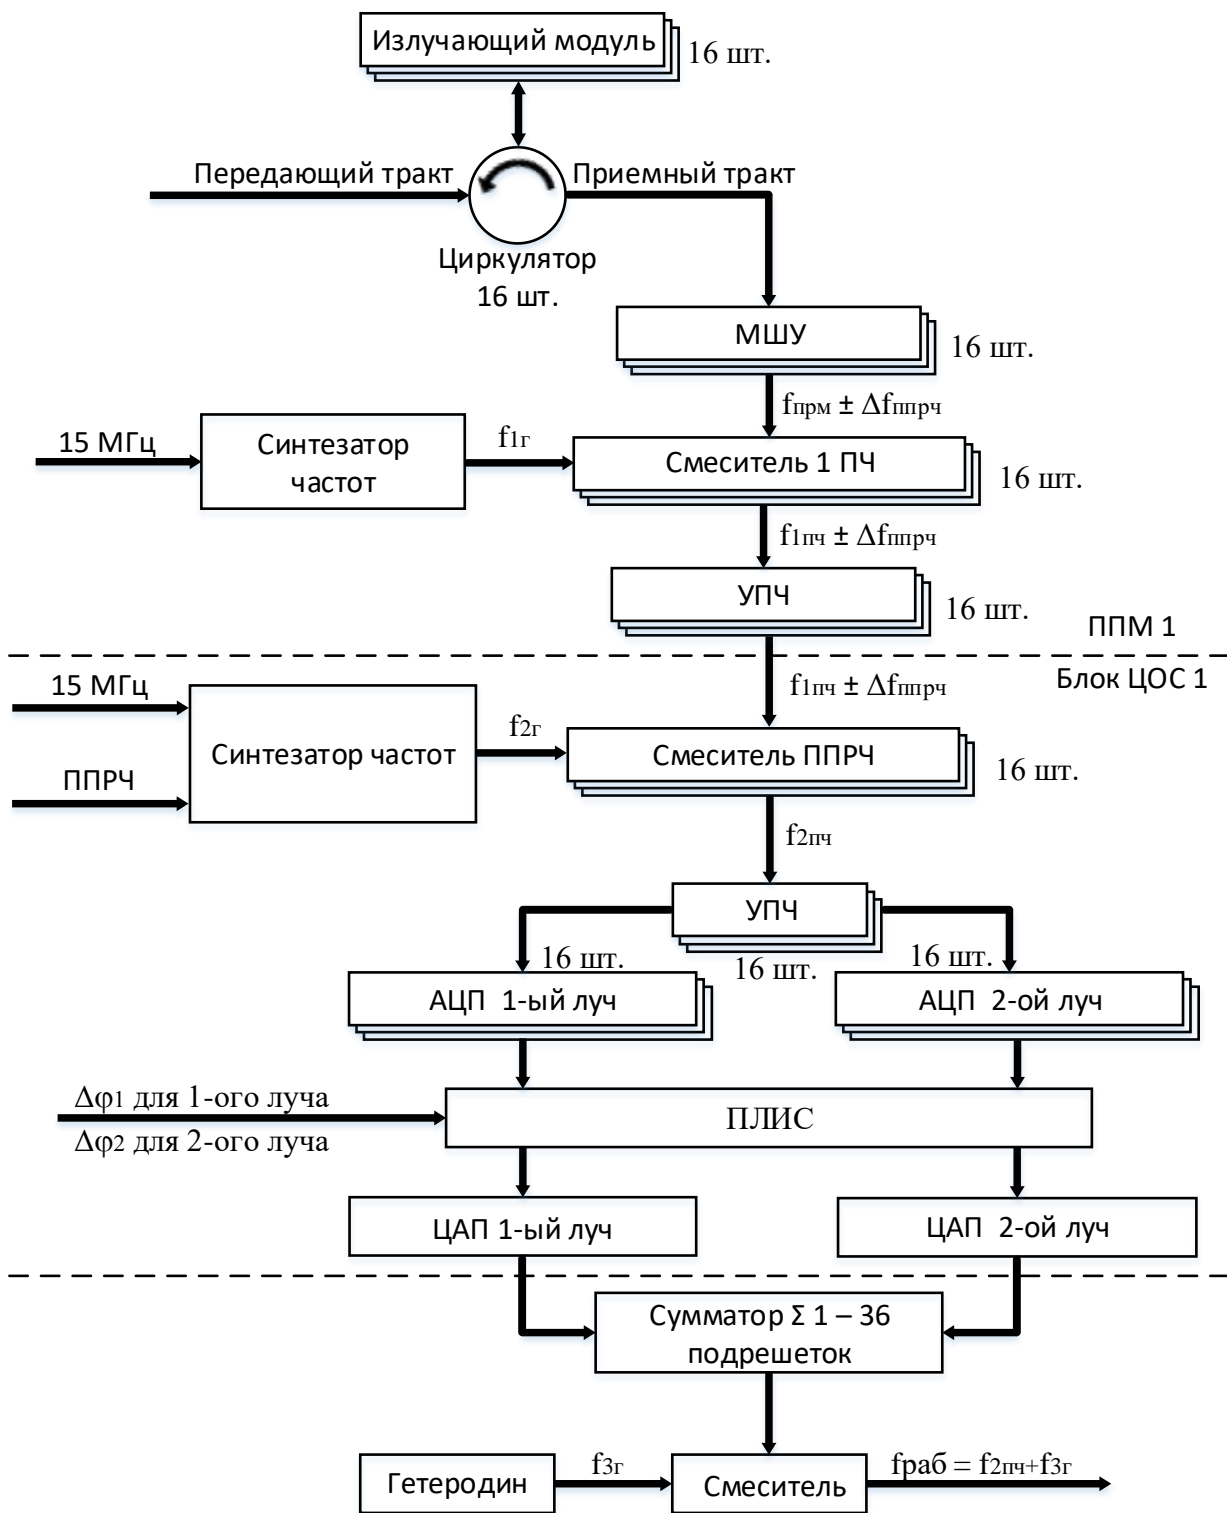 Излучающий модуль
16 шт.
Передающий тракт
Приемный тракт
Циркулятор
16 шт.
МШУ
16 шт.
fпрм ± Δfппрч
15 МГц
Синтезатор
частот
f1г
Смеситель 1 ПЧ
16 шт.
f1пч ± Δfппрч
УПЧ
16 шт.
ППМ 1
Блок ЦОС 1
15 МГц
f1пч ± Δfппрч
Синтезатор частот
f2г
Смеситель ППРЧ
16 шт.
ППРЧ
f2пч
УПЧ
16 шт.
16 шт.
16 шт.
АЦП 1-ый луч
АЦП 2-ой луч
Δφ1 для 1-ого луча
Δφ2 для 2-ого луча
ПЛИС
ЦАП 1-ый луч
ЦАП 2-ой луч
Сумматор Σ 1 – 36
подрешеток
Гетеродин
f3г
Смеситель
fраб = f2пч+f3г